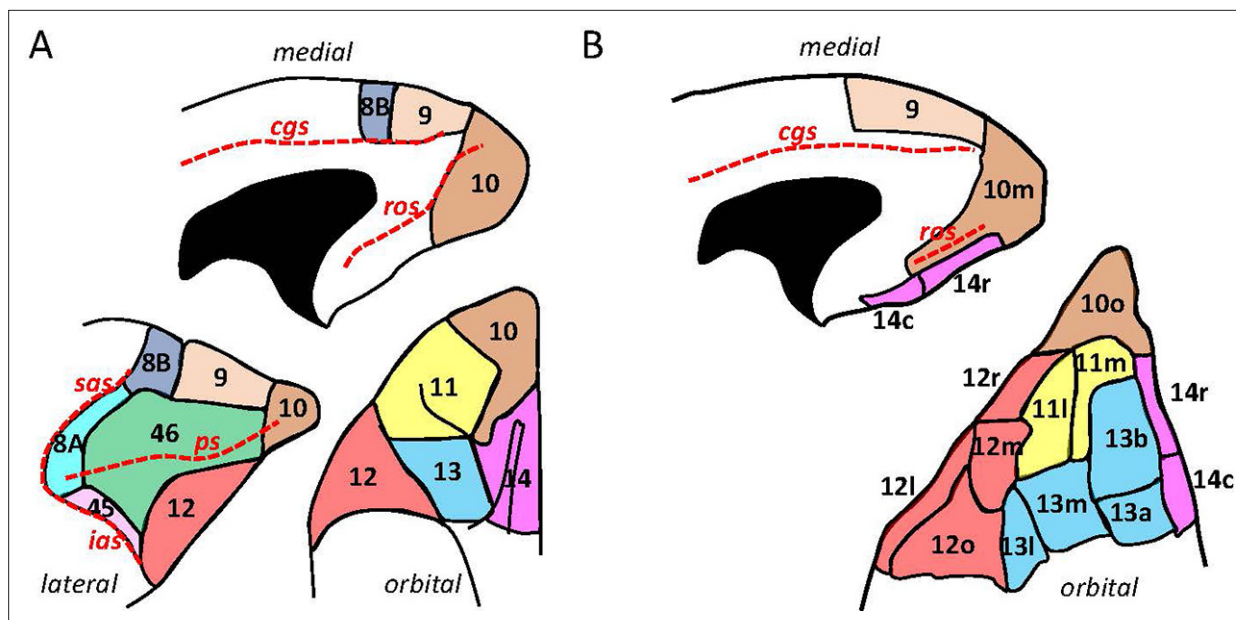 A
medial
8B
9
cgs
10
ros
8B
9
sas
10
8A
46
ps
45
12
ias
lateral
10
11
12
13
14
orbital
B
medial
9
cgs
10m
ros
14r
14c
10o
11m
12r
11l
14r
12m
13b
12l
14c
13m
13a
12o
13l
orbital